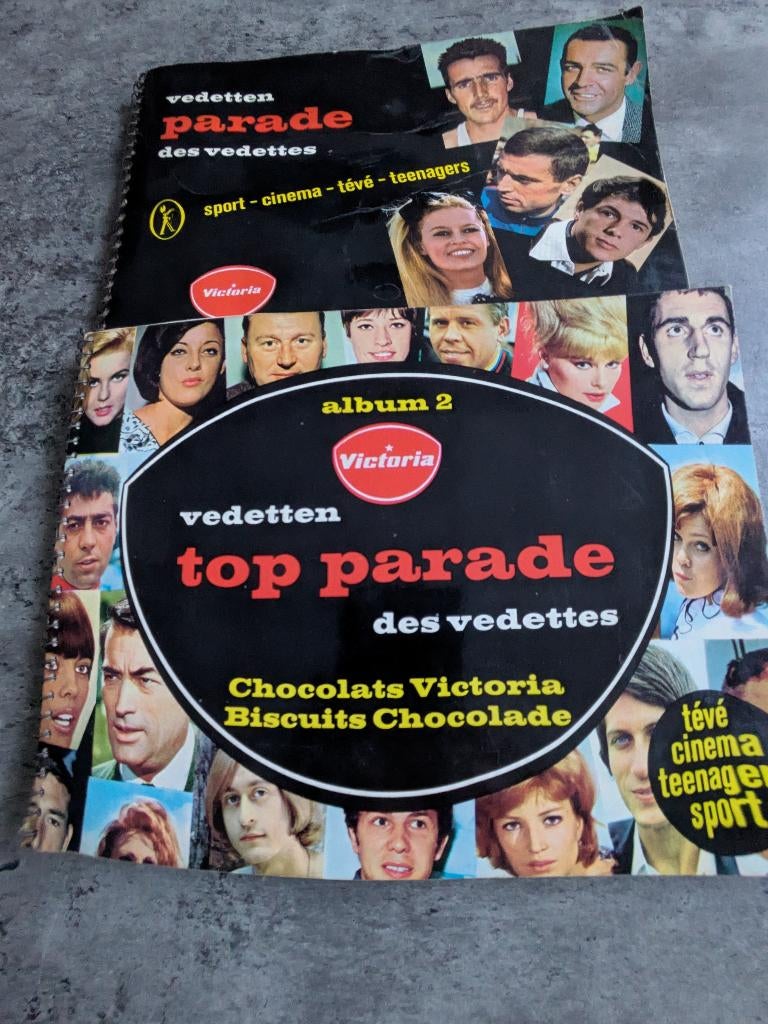 vedetten
parade
des vedettes
sport - cinema - tévé - teenagers
Victoria
album 2
Victoria
vedetten
top parade
des vedettes
Chocolats Victoria
Biscuits Chocolade
tévé
cinema
teenager
sport